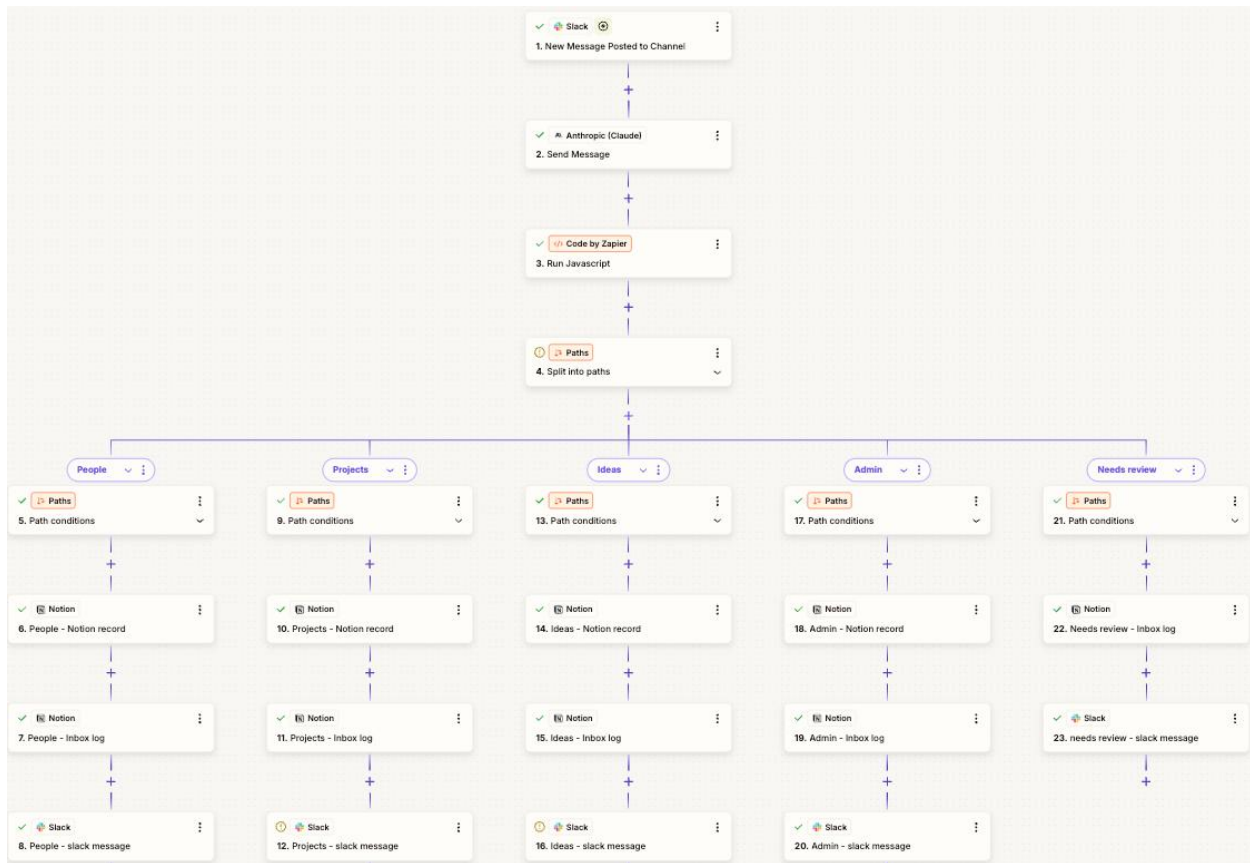 Slack
1. New Message Posted to Channel
Anthropic (Claude)
2. Send Message
Code by Zapier
3. Run Javascript
Paths
4. Split into paths
People
Projects
Ideas
Admin
Needs review
Paths
5. Path conditions
Paths
9. Path conditions
Paths
13. Path conditions
Paths
17. Path conditions
Paths
21. Path conditions
Notion
6. People - Notion record
Notion
10. Projects - Notion record
Notion
14. Ideas - Notion record
Notion
18. Admin - Notion record
Notion
22. Needs review - Inbox log
Notion
7. People - Inbox log
Notion
11. Projects - Inbox log
Notion
15. Ideas - Inbox log
Notion
19. Admin - Inbox log
Slack
23. needs review - slack message
Slack
8. People - slack message
Slack
12. Projects - slack message
Slack
16. Ideas - slack message
Slack
20. Admin - slack message